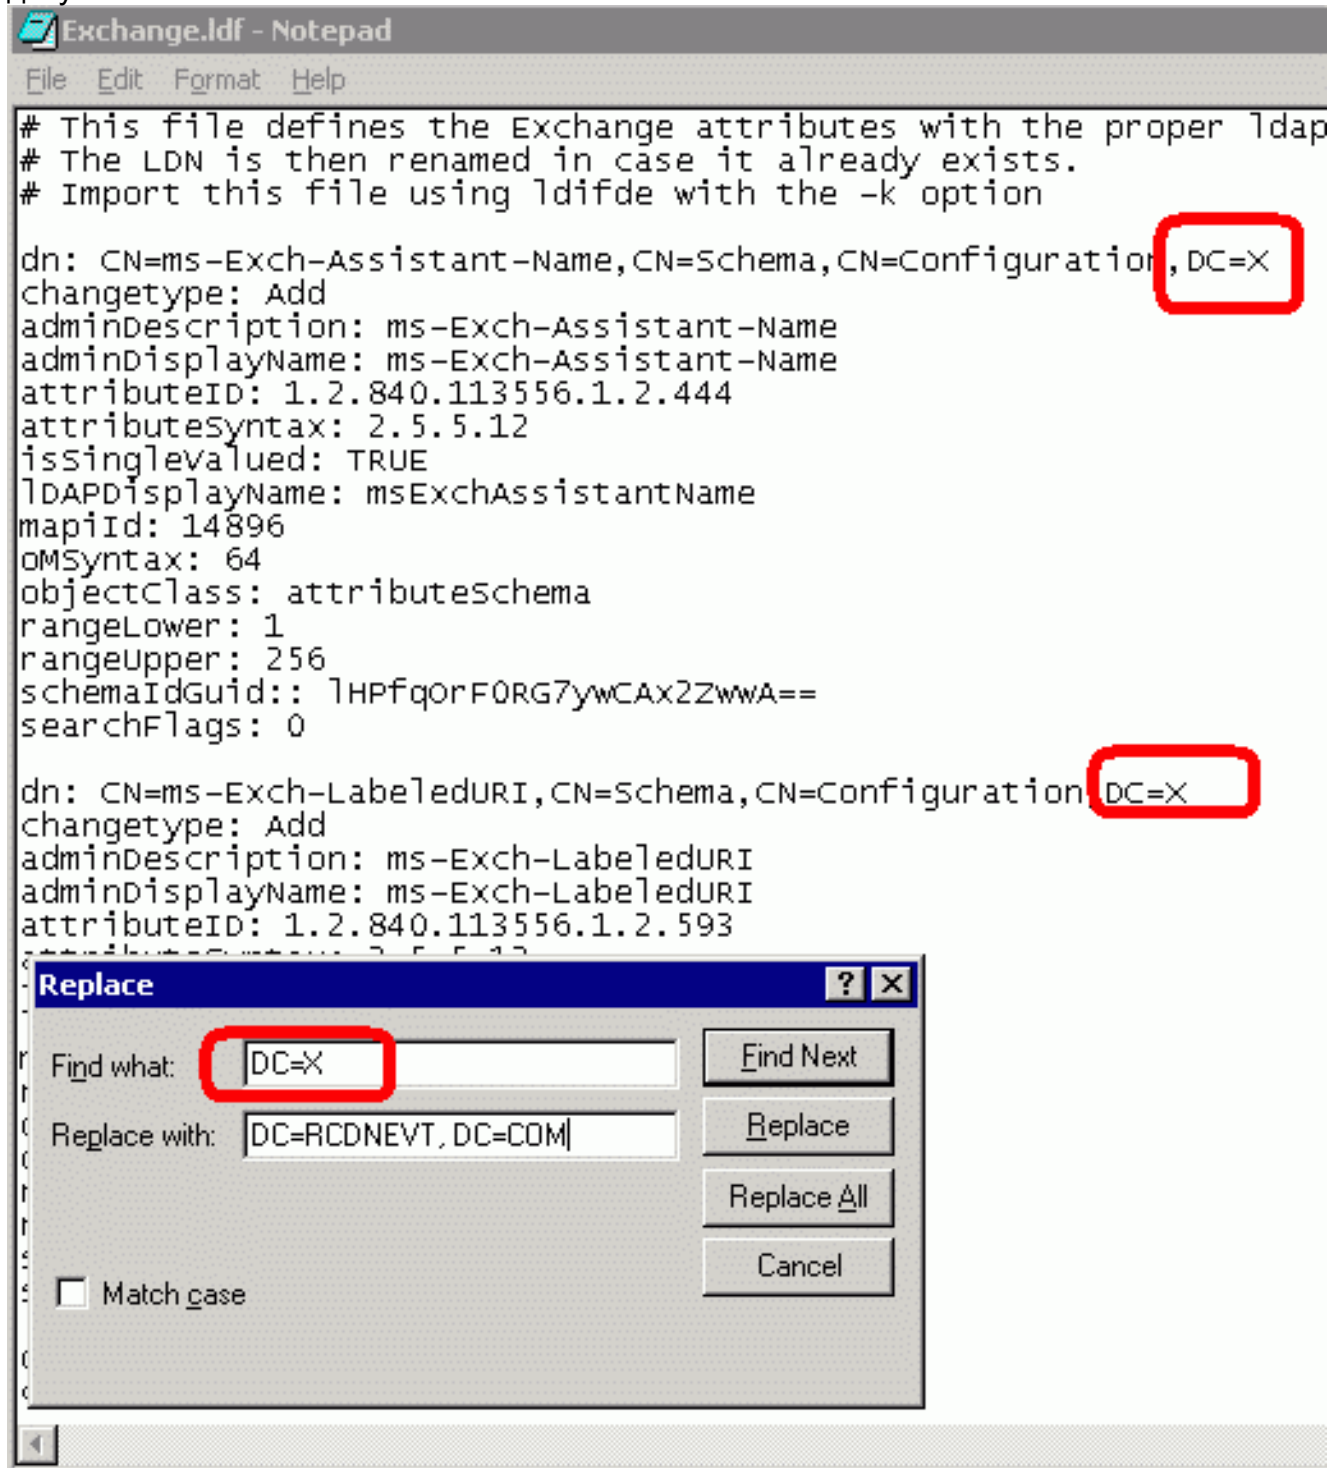 Exchange.ldf - Notepad
File Edit Format Help
# This file defines the Exchange attributes with the proper ldap
# The LDN is then renamed in case it already exists.
# Import this file using ldifde with the -k option
dn: CN=ms-Exch-Assistant-Name,CN=Schema,CN=Configuration,DC=X
changetype: Add
adminDescription: ms-Exch-Assistant-Name
adminDisplayName: ms-Exch-Assistant-Name
attributeID: 1.2.840.113556.1.2.444
attributeSyntax: 2.5.5.12
isSingleValued: TRUE
lDAPDisplayName: msExchAssistantName
mapiId: 14896
oMSyntax: 64
objectClass: attributeSchema
rangeLower: 1
rangeUpper: 256
schemaIdGuid:: lHPfqOrF0RG7ywCAx2ZwwA==
searchFlags: 0
dn: CN=ms-Exch-LabeledURI,CN=Schema,CN=Configuration,DC=X
changetype: Add
adminDescription: ms-Exch-LabeledURI
adminDisplayName: ms-Exch-LabeledURI
attributeID: 1.2.840.113556.1.2.593
Replace
Find what: DC=X
Find Next
Replace with: DC=RCDNEVT, DC=COM
Replace
Replace All
Cancel
Match case